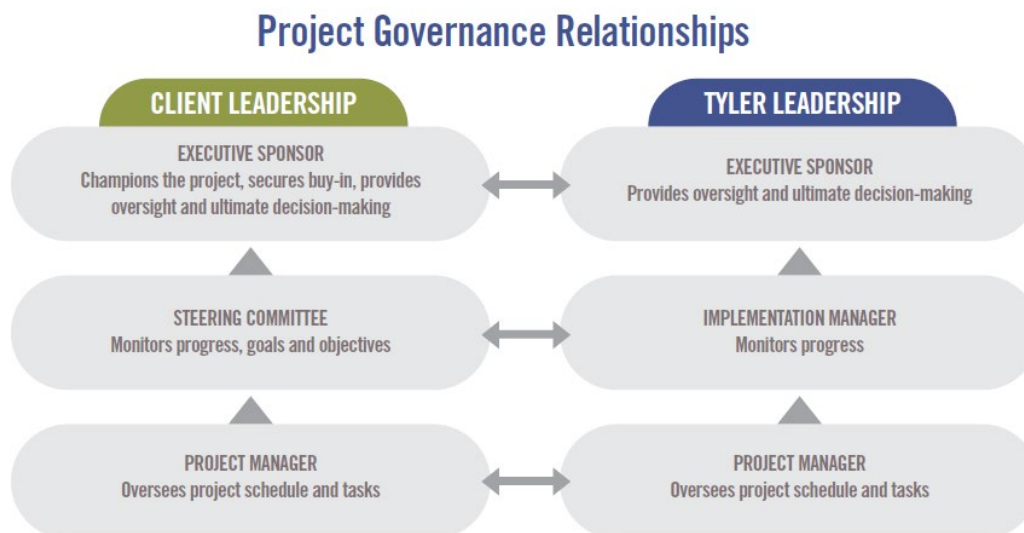 Project Governance Relationships
CLIENT LEADERSHIP
EXECUTIVE SPONSOR
Champions the project, secures buy-in, provides
oversight and ultimate decision-making
STEERING COMMITTEE
Monitors progress, goals and objectives
PROJECT MANAGER
Oversees project schedule and tasks
TYLER LEADERSHIP
EXECUTIVE SPONSOR
Provides oversight and ultimate decision-making
IMPLEMENTATION MANAGER
Monitors progress
PROJECT MANAGER
Oversees project schedule and tasks